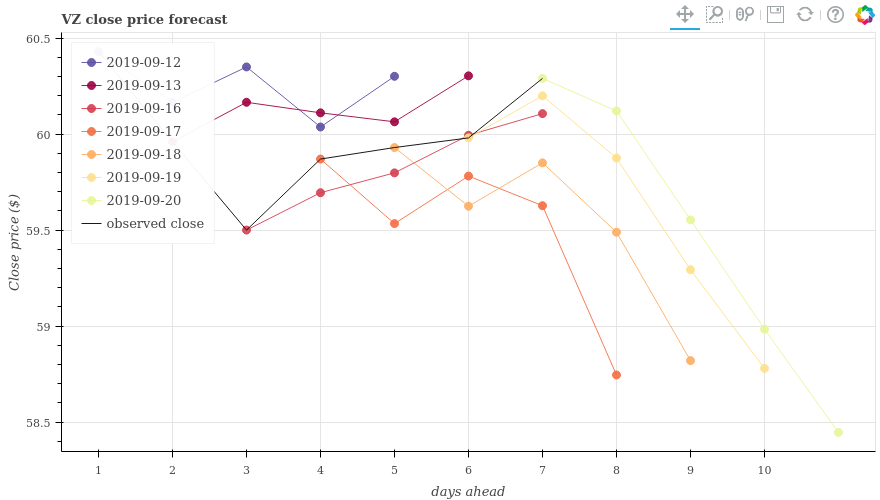 VZ close price forecast
60.5
60
59.5
59
58.5
Close price ($)
2019-09-12
2019-09-13
2019-09-16
2019-09-17
2019-09-18
2019-09-19
2019-09-20
observed close
1 2 3 4 5 6 7 8 9 10
days ahead